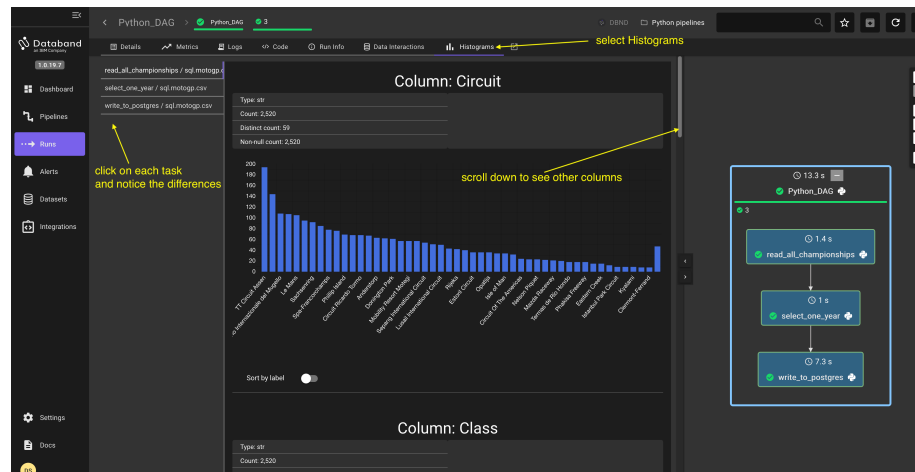 Python_DAG > Python_DAG 3
DBND Python pipelines
Databand
an IBM Company
1.0.19.7
Dashboard
Pipelines
Runs
Alerts
Datasets
Integrations
Settings
Docs
DS
Details Metrics Logs Code Run Info Data Interactions Histograms
select Histograms
read_all_championships / sql.motogp.c
select_one_year / sql.motogp.csv
write_to_postgres / sql.motogp.csv
click on each task
and notice the differences
Column: Circuit
Type: str
Count: 2,520
Distinct count: 59
Non-null count: 2,520
scroll down to see other columns
200
180
160
140
120
100
80
60
40
20
0
TT Circuit Assen
o Internazionale del Mugello
Le Mans
Sachsenring
Spa-Francorchamps
Phillip Island
Circuit Ricardo Tormo
Anderstorp
Donington Park
Mobility Resort Motegi
Sepang International Circuit
Lusail International Circuit
Rijeka
Estoril Circuit
Opatija
Isle of Man
Circuit Of The Americas
Nelson Piquet
Mazda Raceway
Termas de Río Hondo
Phakisa Freeway
Eastern Creek
Istanbul Park Circuit
Kyalami
Clermont-Ferrand
Sort by label
Column: Class
Type: str
Count: 2,520
13.3 s
Python_DAG
3
1.4 s
read_all_championships
1 s
select_one_year
7.3 s
write_to_postgres